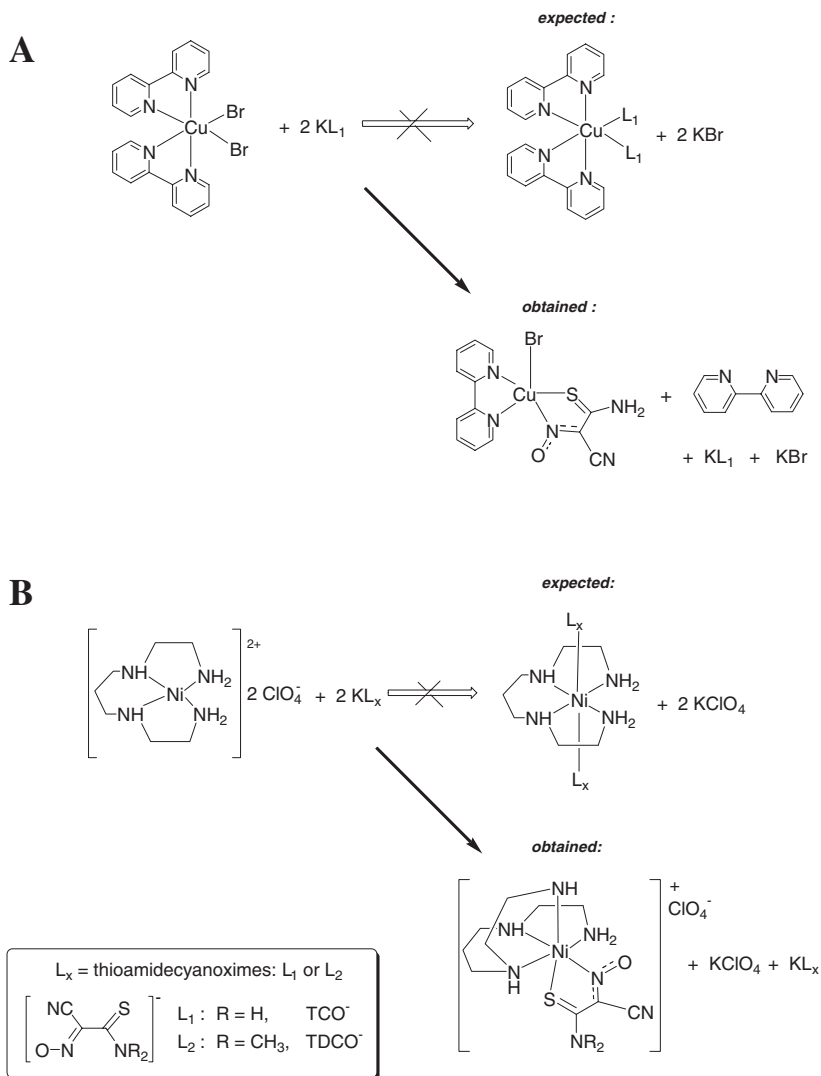 A
expected :
N N N N Cu Br Br + 2 KL₁ N N N N Cu L₁ L₁ + 2 KBr
obtained :
Br
N N Cu S NH₂ + N N
N O CN
+ KL₁ + KBr
B
expected:
NH NH₂ NH NH₂ Ni 2+ 2 ClO₄⁻ + 2 KLₓ Lₓ NH NH₂ NH NH₂ Ni Lₓ + 2 KClO₄
obtained:
NH NH NH₂ N H Ni N O S CN NR₂ + ClO₄⁻ + KClO₄ + KLₓ
Lₓ = thioamidecyanoximes: L₁ or L₂
NC S O–N NR₂ -
L₁ : R = H, TCO⁻
L₂ : R = CH₃, TDCO⁻